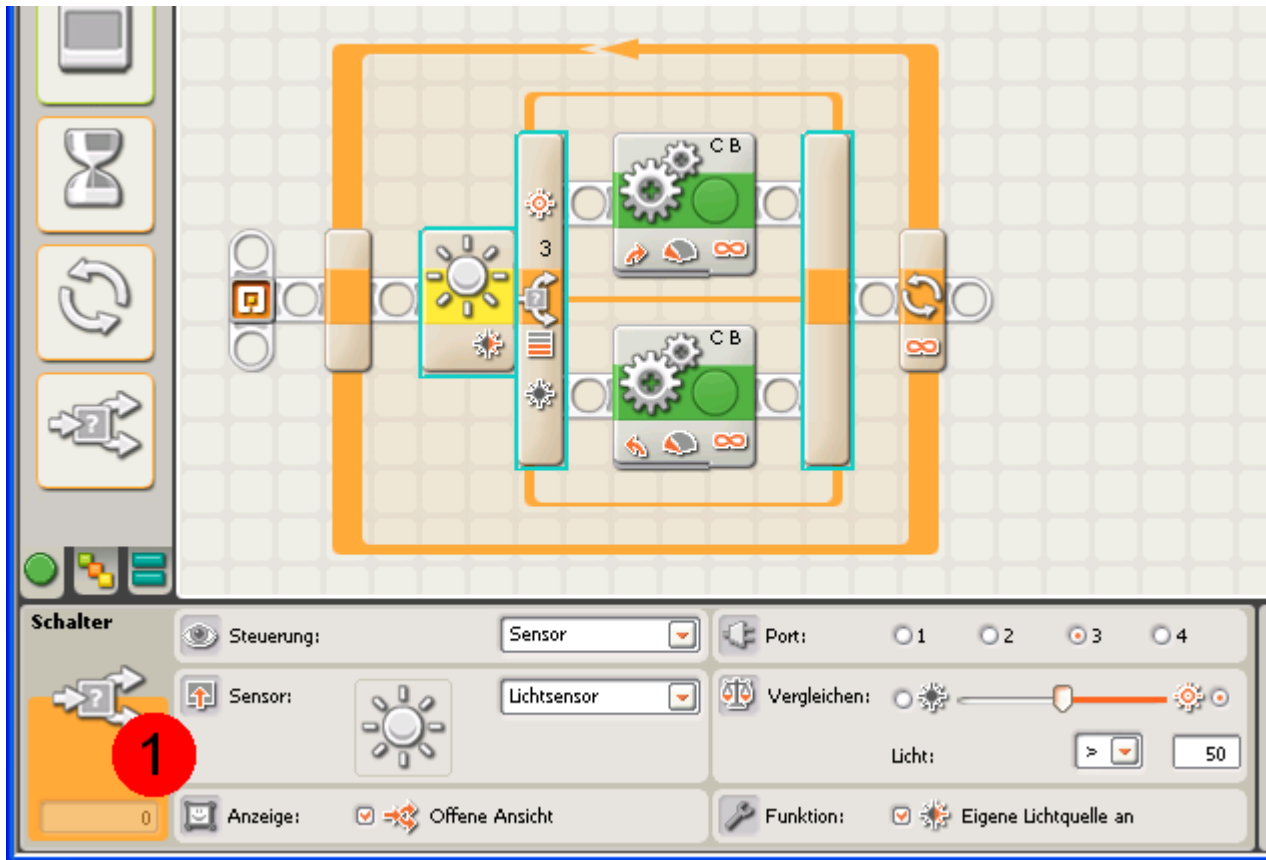 C B
3
C B
Schalter
1
0
Steuerung:
Sensor
Sensor:
Lichtsensor
Anzeige:
Offene Ansicht
Port:
1 2 3 4
Vergleichen:
Licht:
>
50
Funktion:
Eigene Lichtquelle an